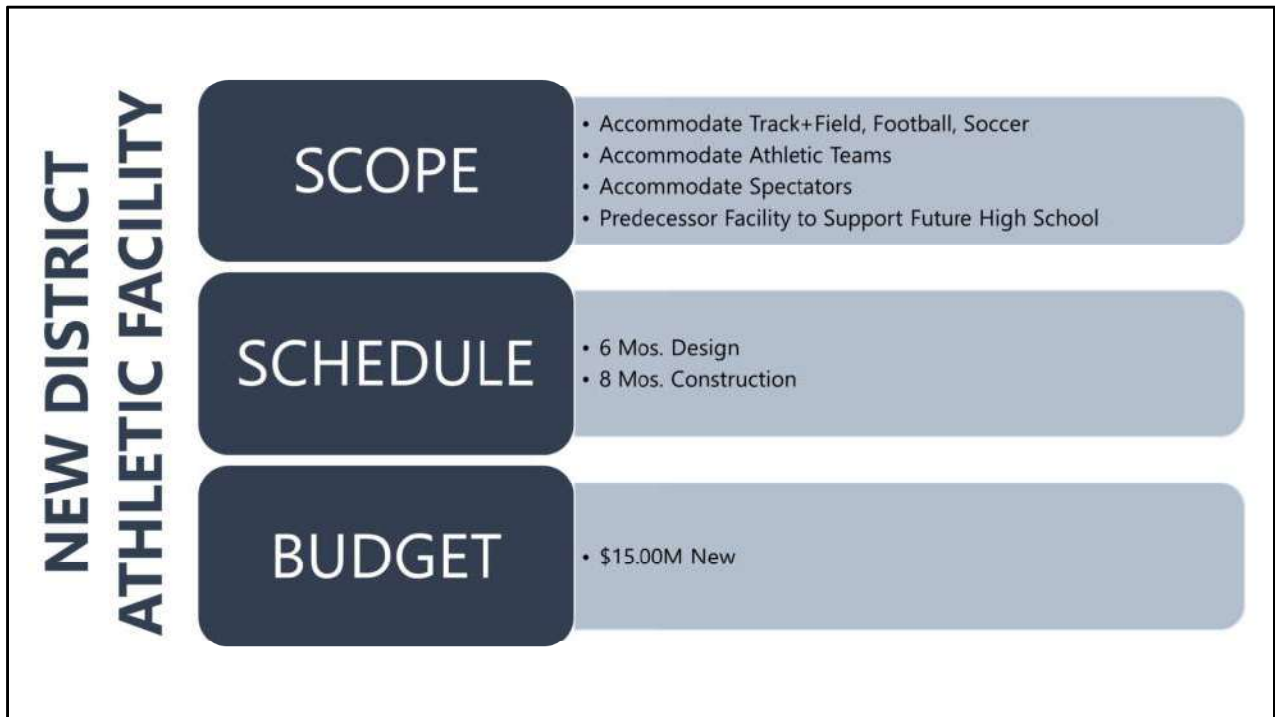 NEW DISTRICT
ATHLETIC FACILITY
SCOPE
• Accommodate Track+Field, Football, Soccer
• Accommodate Athletic Teams
• Accommodate Spectators
• Predecessor Facility to Support Future High School
SCHEDULE
• 6 Mos. Design
• 8 Mos. Construction
BUDGET
• $15.00M New